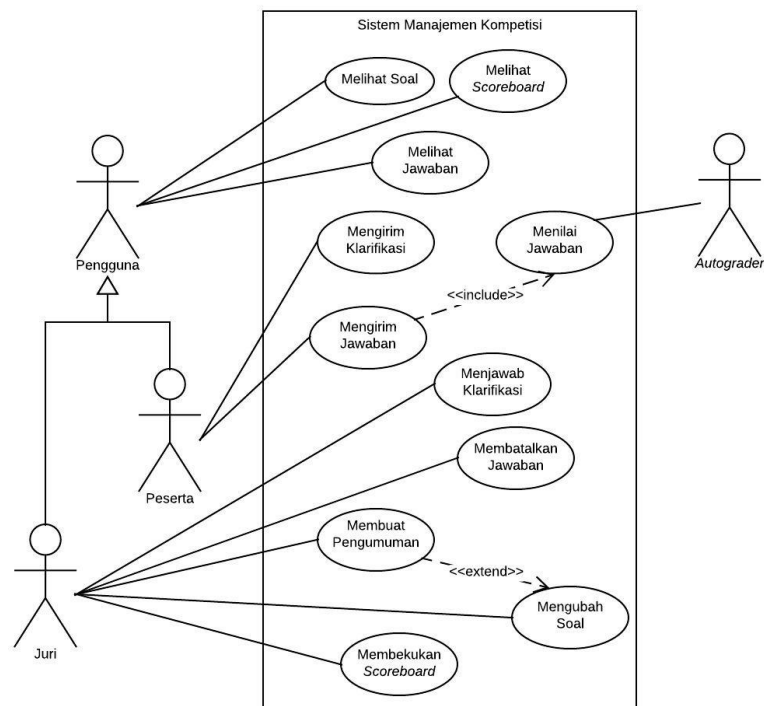 Sistem Manajemen Kompetisi
Melihat Soal
Melihat
Scoreboard
Melihat
Jawaban
Pengguna
Mengirim
Klarifikasi
Menilai
Jawaban
Autograder
<<include>>
Mengirim
Jawaban
Menjawab
Klarifikasi
Peserta
Membatalkan
Jawaban
Membuat
Pengumuman
<<extend>>
Mengubah
Soal
Juri
Membekukan
Scoreboard